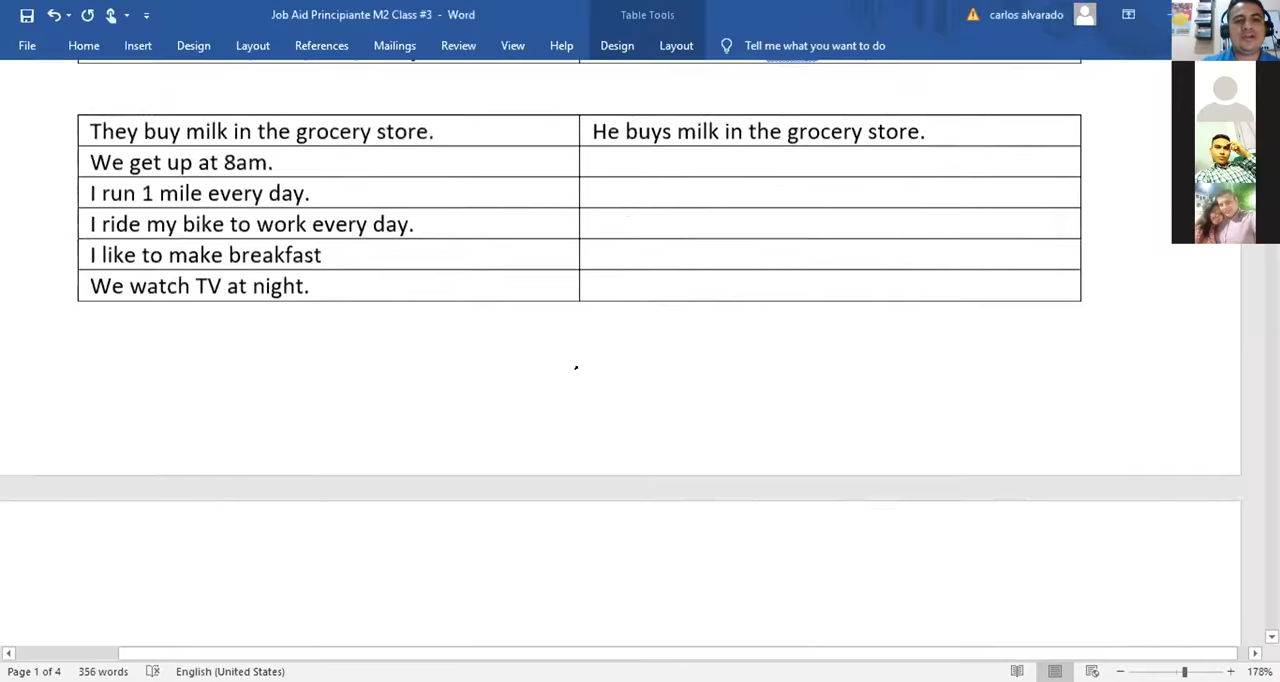 Job Aid Principiante M2 Class #3 - Word
Table Tools
carlos alvarado
File Home Insert Design Layout References Mailings Review View Help Design Layout Tell me what you want to do
They buy milk in the grocery store. He buys milk in the grocery store.
We get up at 8am.
I run 1 mile every day.
I ride my bike to work every day.
I like to make breakfast
We watch TV at night.
Page 1 of 4 356 words English (United States) 178%